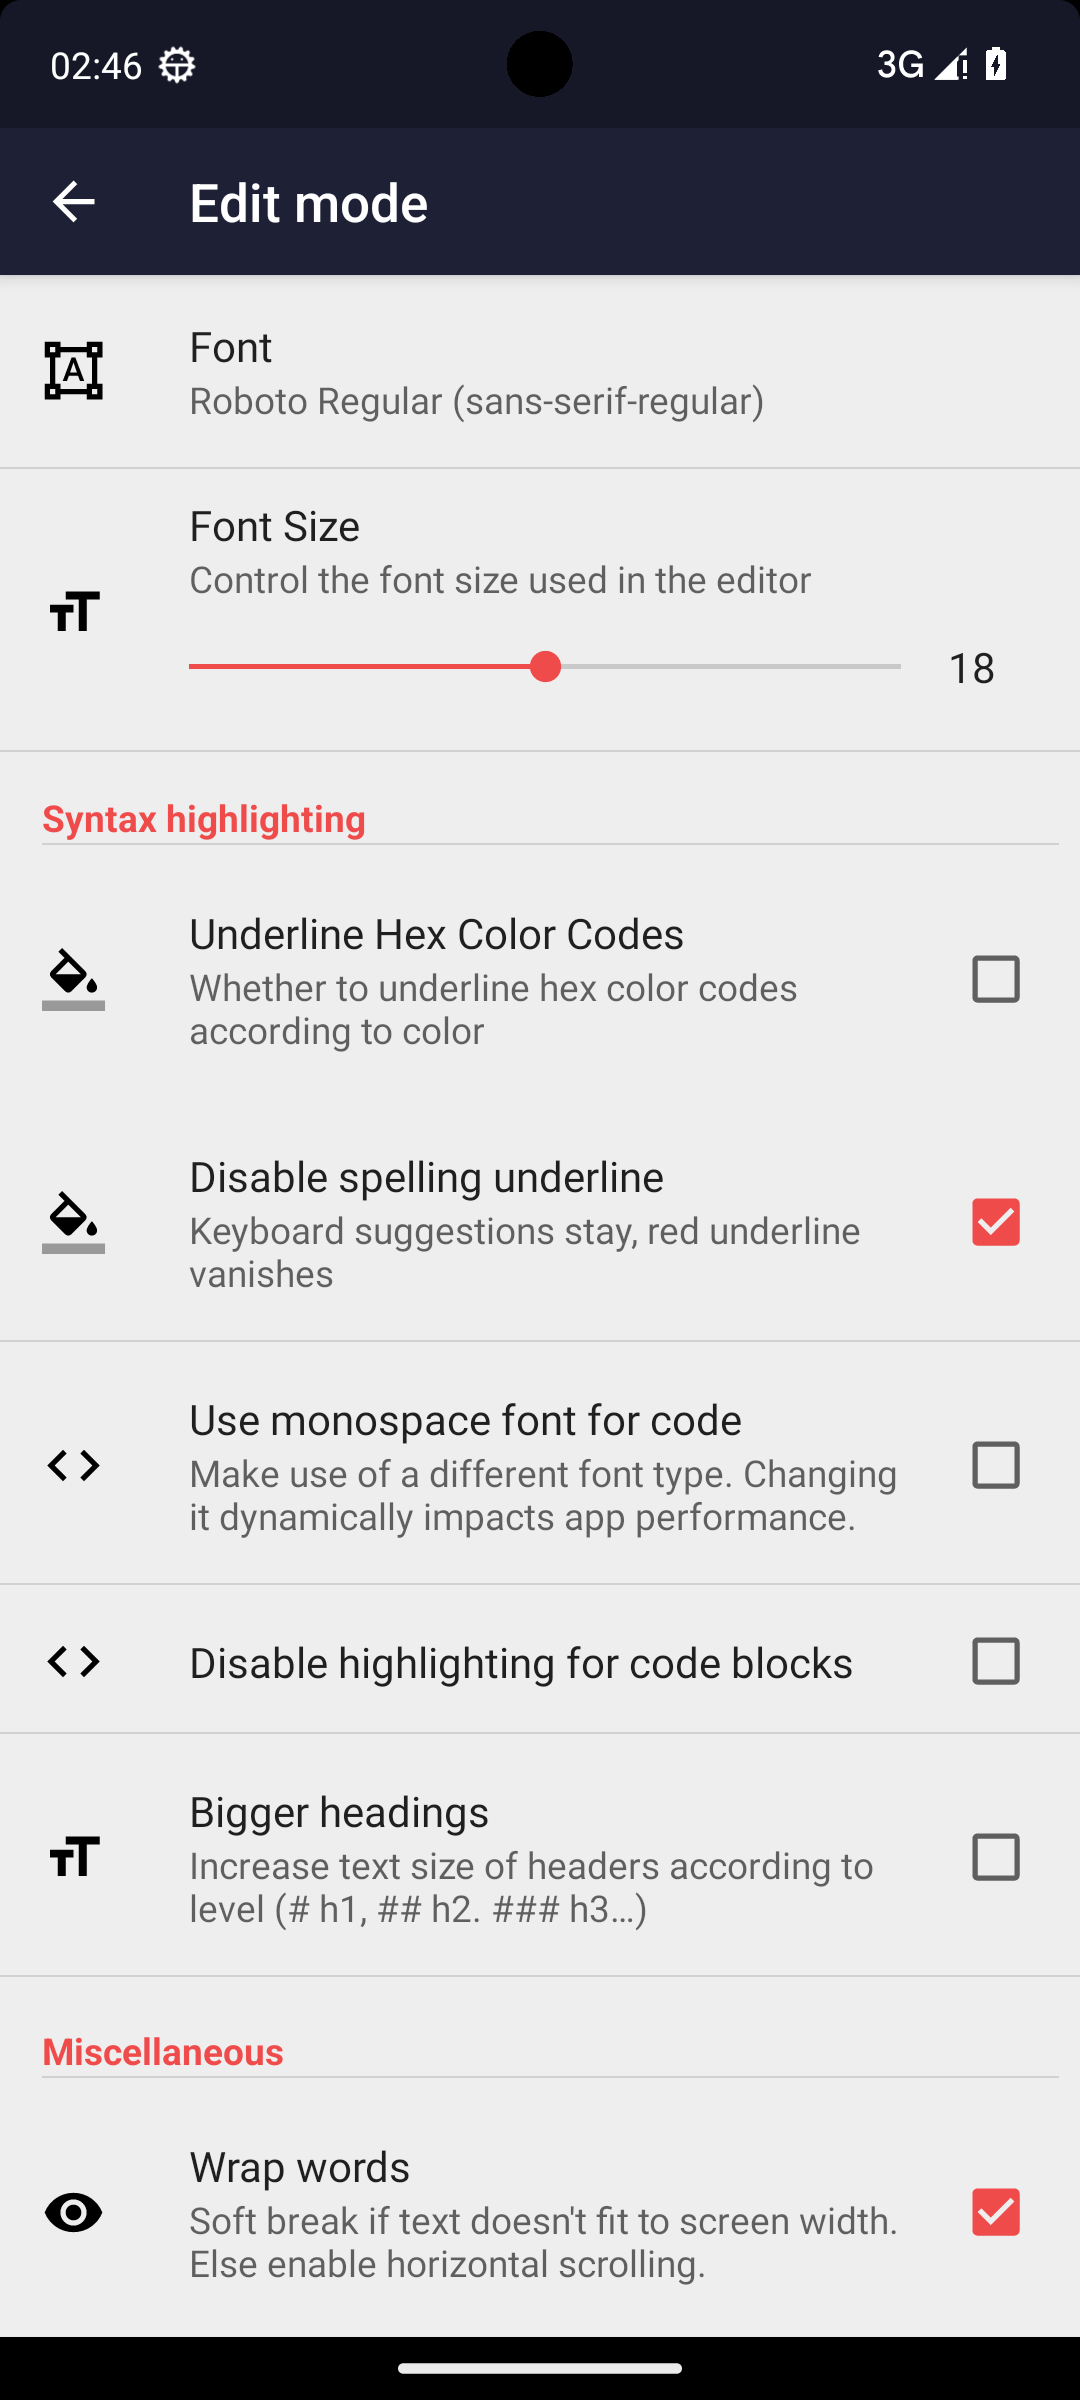 02:46
3G
Edit mode
Font
Roboto Regular (sans-serif-regular)
Font Size
Control the font size used in the editor
18
Syntax highlighting
Underline Hex Color Codes
Whether to underline hex color codes
according to color
Disable spelling underline
Keyboard suggestions stay, red underline
vanishes
Use monospace font for code
Make use of a different font type. Changing
it dynamically impacts app performance.
Disable highlighting for code blocks
Bigger headings
Increase text size of headers according to
level (# h1, ## h2. ### h3…)
Miscellaneous
Wrap words
Soft break if text doesn't fit to screen width.
Else enable horizontal scrolling.